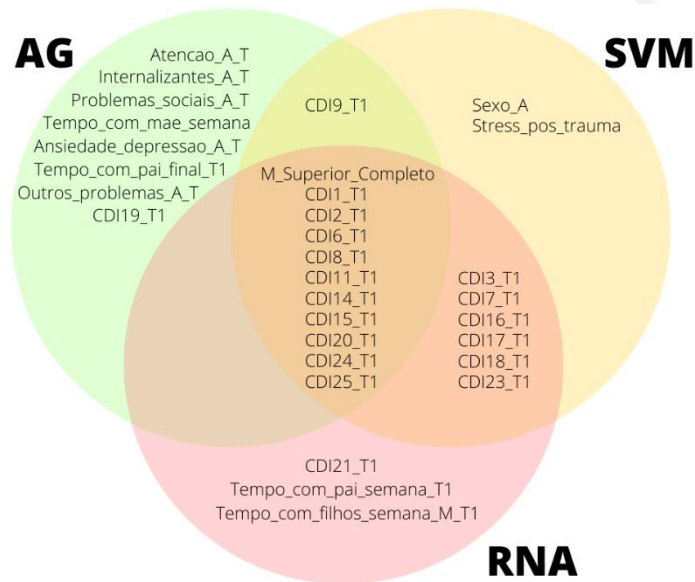 AG
SVM
Atencao_A_T
Internalizantes_A_T
Problemas_sociais_A_T
Tempo_com_mae_semana
Ansiedade_depressao_A_T
Tempo_com_pai_final_T1
Outros_problemas_A_T
CDI19_T1
CDI9_T1
Sexo_A
Stress_pos_trauma
M_Superior_Completo
CDI1_T1
CDI2_T1
CDI6_T1
CDI8_T1
CDI11_T1
CDI14_T1
CDI15_T1
CDI20_T1
CDI24_T1
CDI25_T1
CDI3_T1
CDI7_T1
CDI16_T1
CDI17_T1
CDI18_T1
CDI23_T1
CDI21_T1
Tempo_com_pai_semana_T1
Tempo_com_filhos_semana_M_T1
RNA